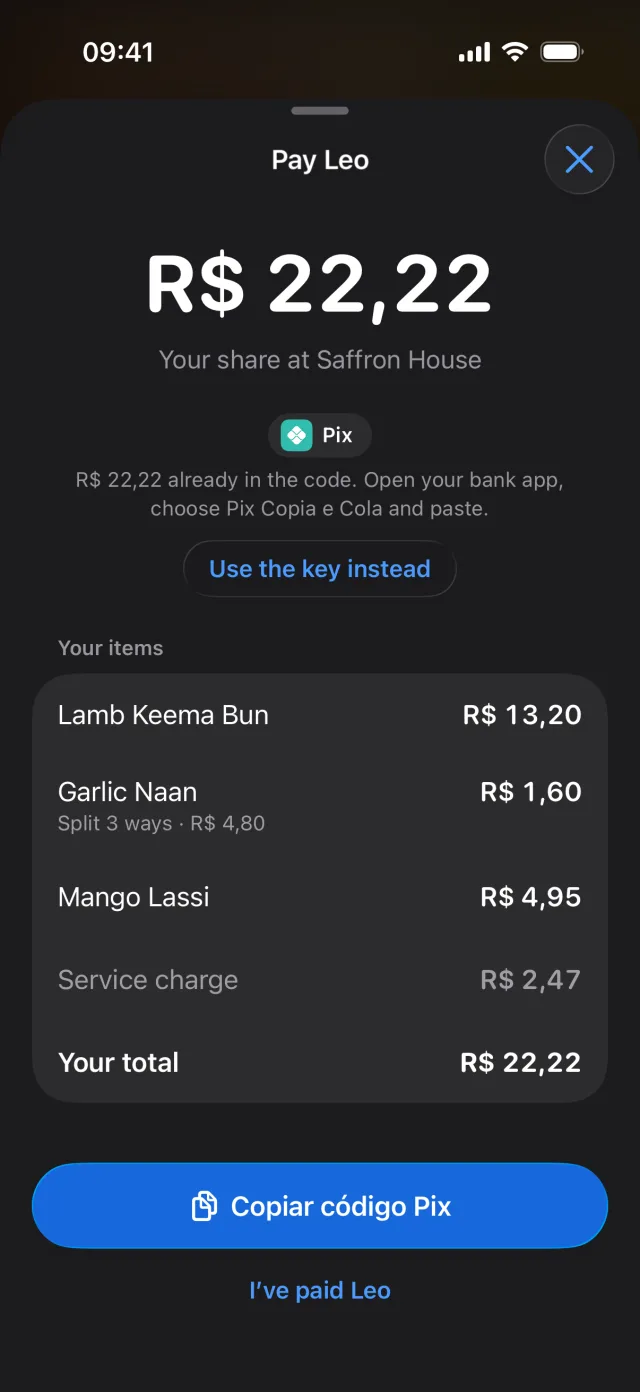 09:41
Pay Leo
R$ 22,22
Your share at Saffron House
Pix
R$ 22,22 already in the code. Open your bank app,
choose Pix Copia e Cola and paste.
Use the key instead
Your items
Lamb Keema Bun R$ 13,20
Garlic Naan R$ 1,60
Split 3 ways · R$ 4,80
Mango Lassi R$ 4,95
Service charge R$ 2,47
Your total R$ 22,22
Copiar código Pix
I’ve paid Leo